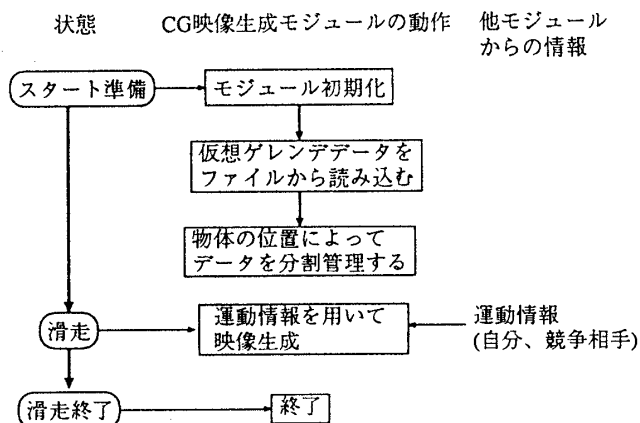 状態
CG映像生成モジュールの動作
他モジュール
からの情報
スタート準備
モジュール初期化
仮想ゲレンデデータを
ファイルから読み込む
物体の位置によって
データを分割管理する
滑走
運動情報を用いて
映像生成
運動情報
(自分、競争相手)
滑走終了
終了